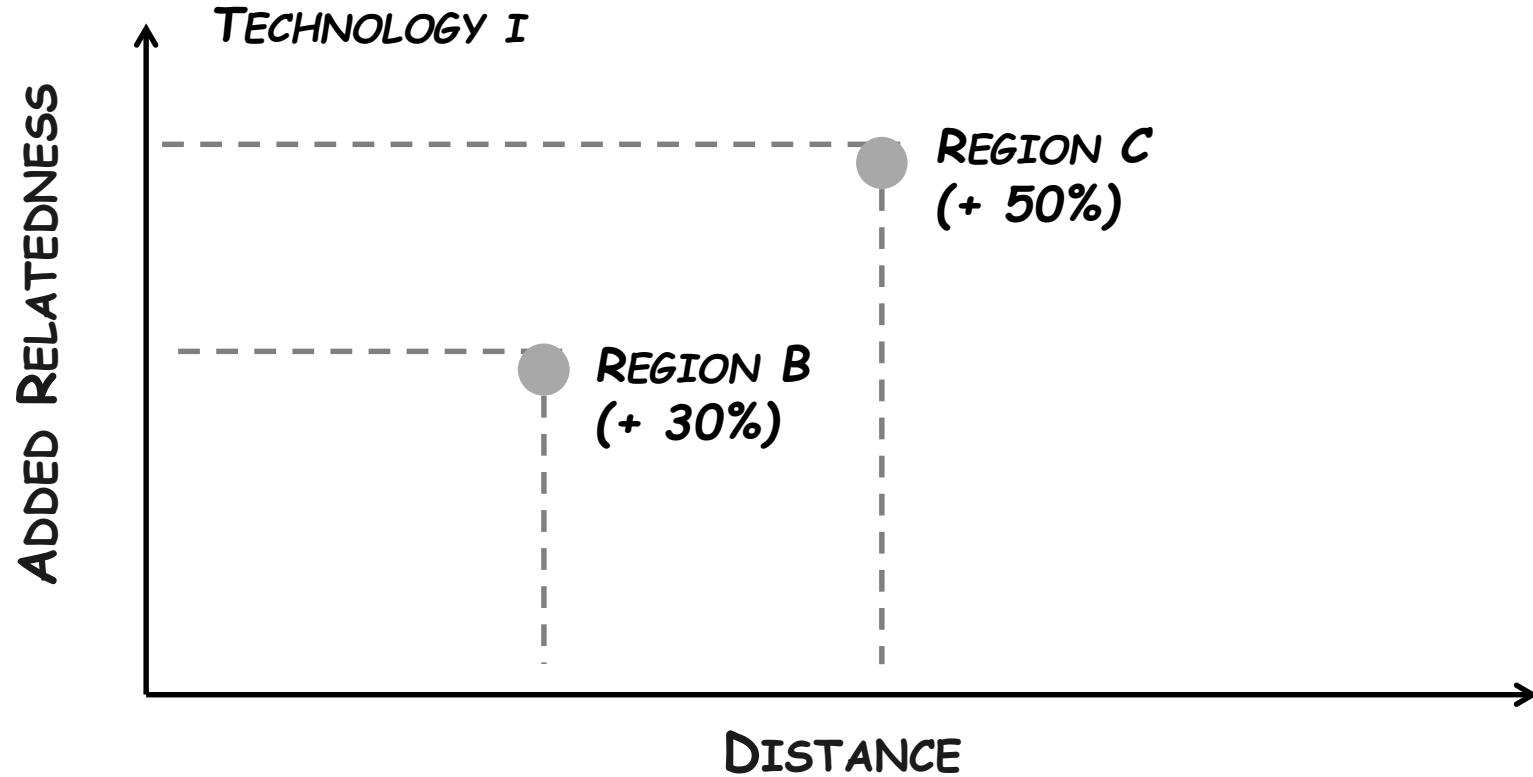 TECHNOLOGY I
ADDED RELATEDNESS
REGION C
(+ 50%)
REGION B
(+ 30%)
DISTANCE